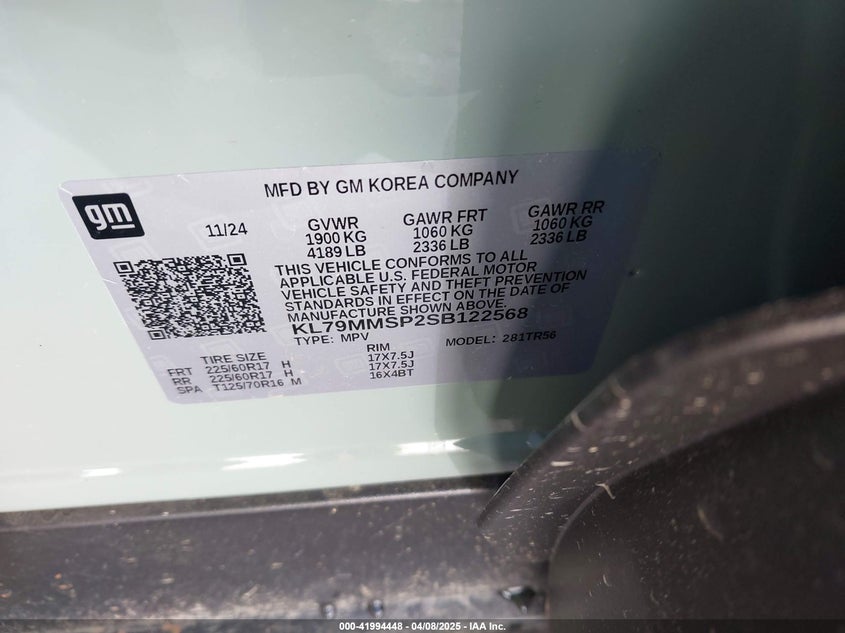 MFD BY GM KOREA COMPANY
gm
11/24
GVWR
1900 KG
4189 LB
GAWR FRT
1060 KG
2336 LB
GAWR RR
1060 KG
2336 LB
THIS VEHICLE CONFORMS TO ALL
APPLICABLE U.S. FEDERAL MOTOR
VEHICLE SAFETY AND THEFT PREVENTION
STANDARDS IN EFFECT ON THE DATE OF
MANUFACTURE SHOWN ABOVE.
KL79MMSP2SB122568
TYPE: MPV MODEL: 281TR56
TIRE SIZE RIM
FRT 225/60R17 H 17X7.5J
RR 225/60R17 H 17X7.5J
SPA T125/70R16 M 16X4BT
000-41994448 - 04/08/2025 - IAA Inc.